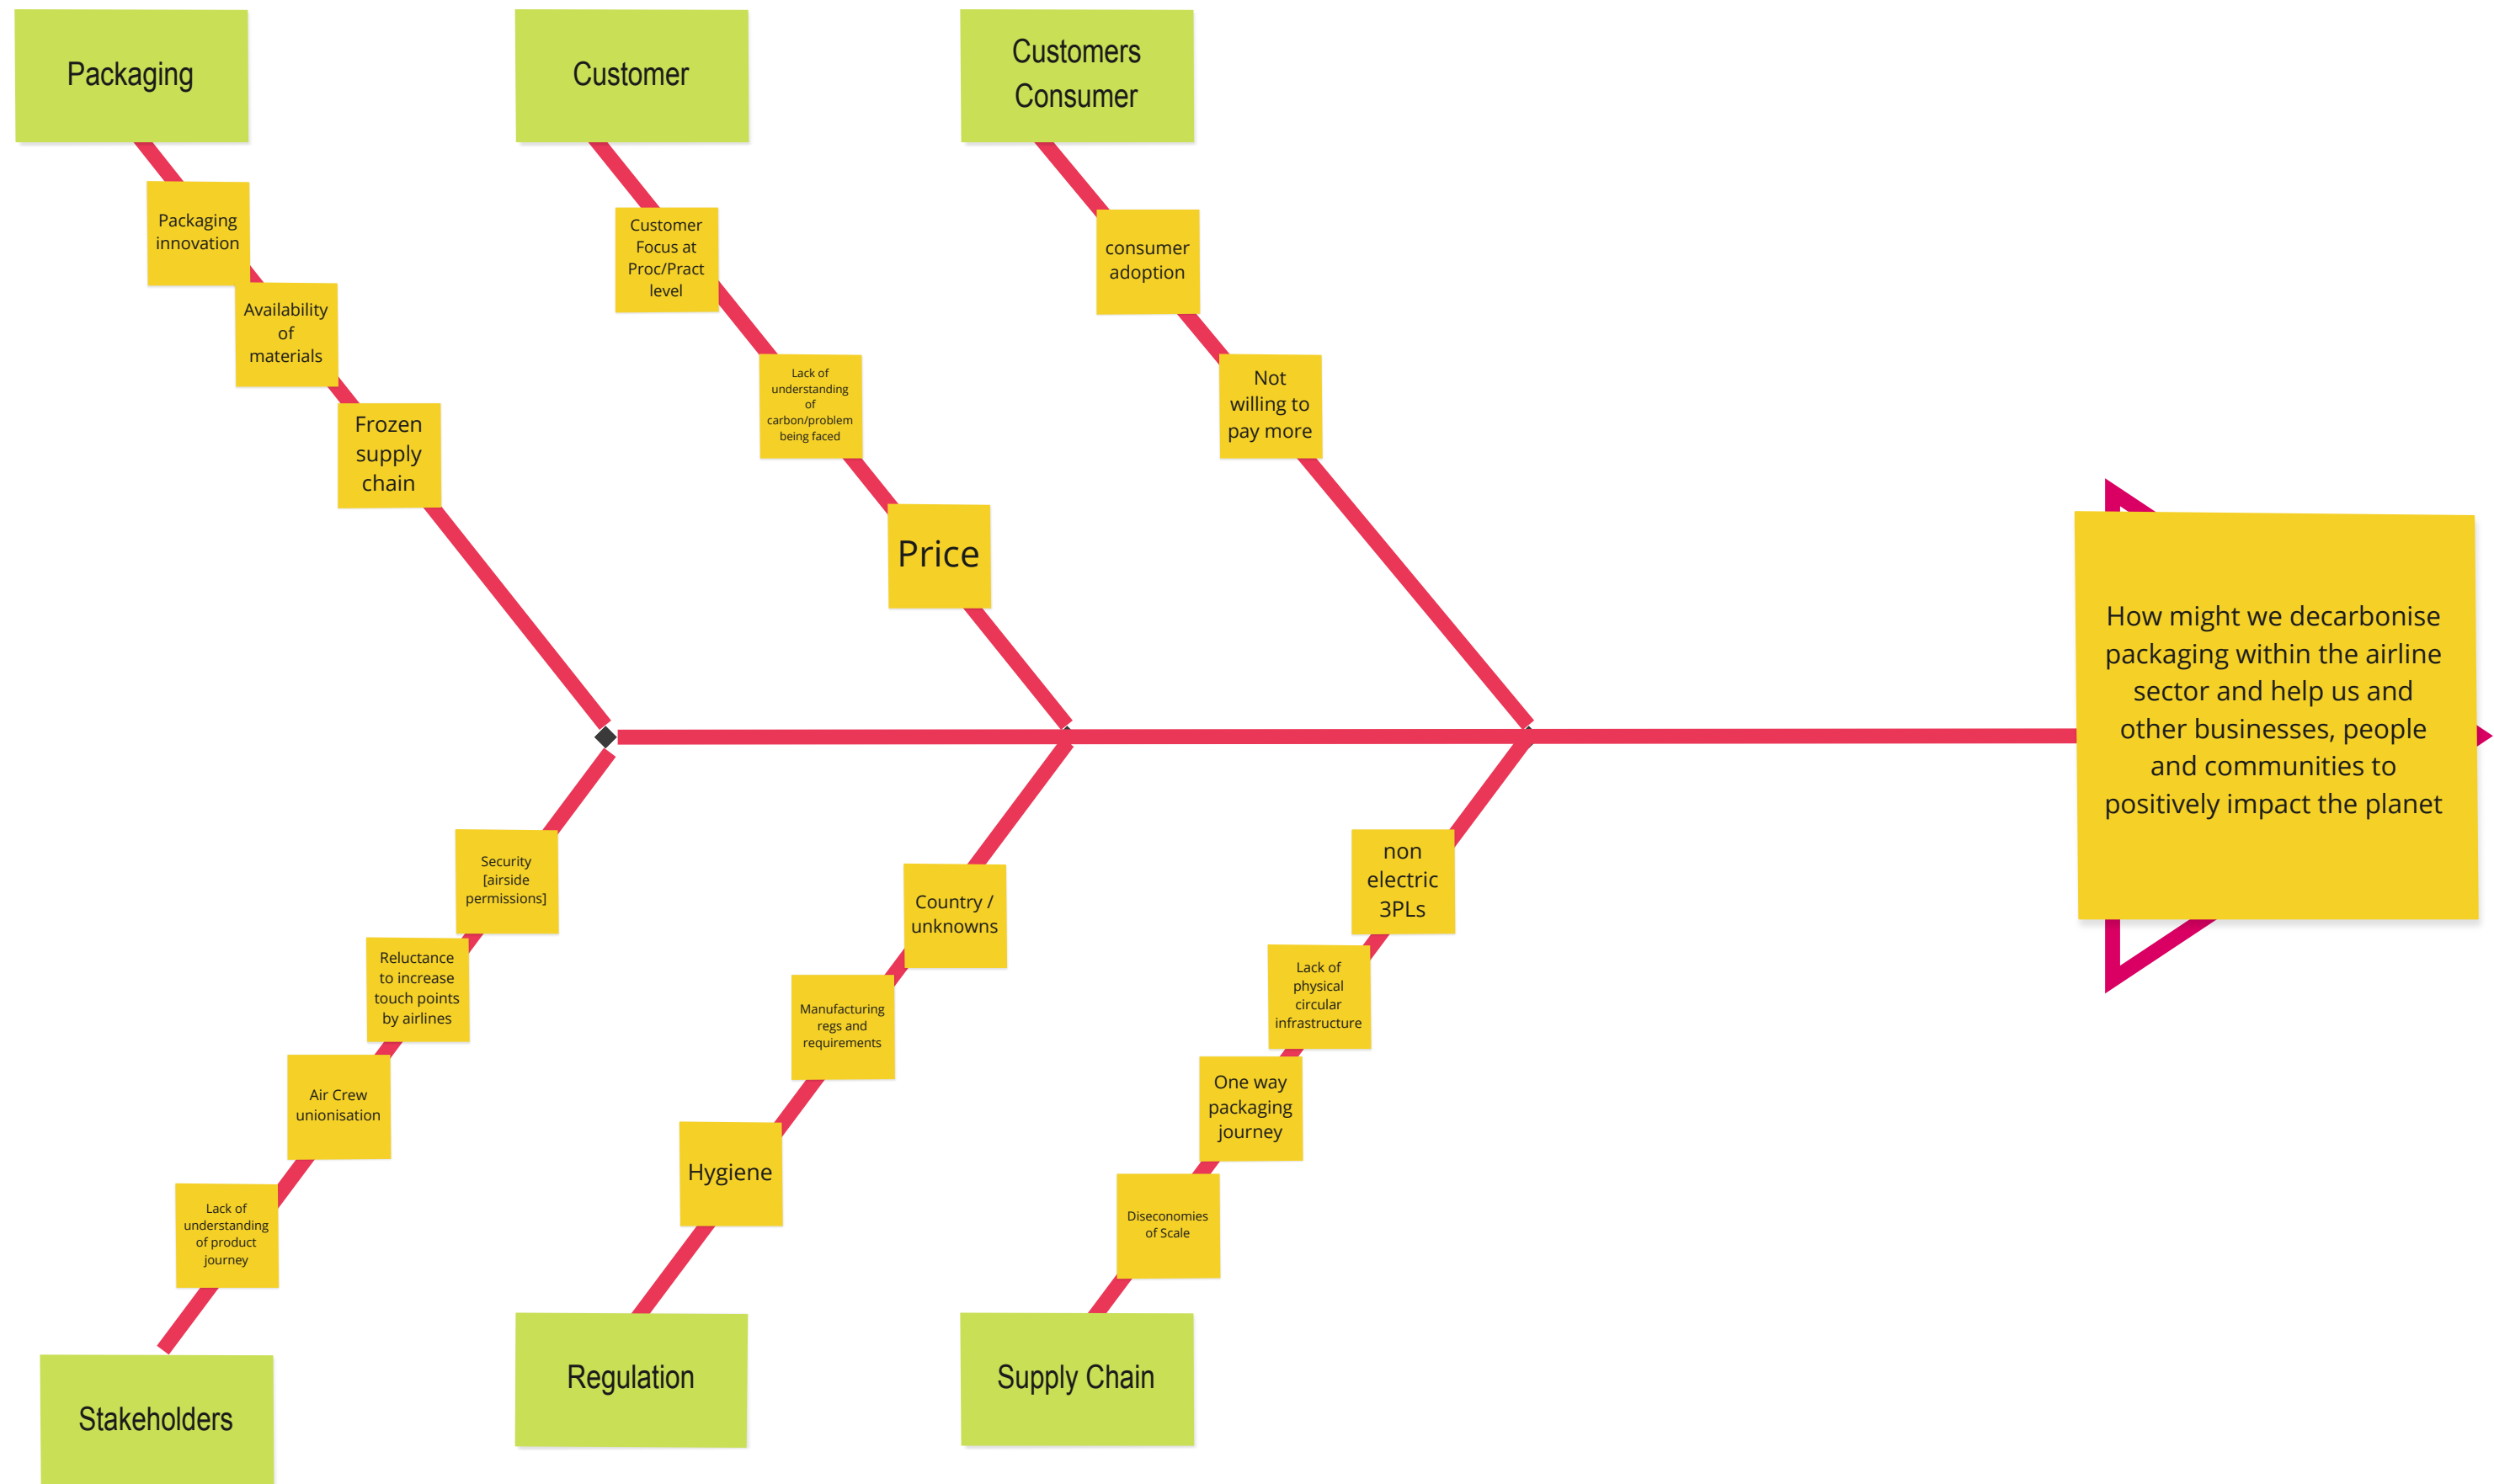 Packaging
Customer
Customers
Consumer
Packaging
innovation
Availability
of
materials
Frozen
supply
chain
Customer
Focus at
Proc/Pract
level
Lack of
understanding
of
carbon/problem
being faced
Price
consumer
adoption
Not
willing to
pay more
How might we decarbonise
packaging within the airline
sector and help us and
other businesses, people
and communities to
positively impact the planet
Security
[airside
permissions]
Reluctance
to increase
touch points
by airlines
Air Crew
unionisation
Lack of
understanding
of product
journey
Country /
unknowns
Manufacturing
regs and
requirements
Hygiene
non
electric
3PLs
Lack of
physical
circular
infrastructure
One way
packaging
journey
Diseconomies
of Scale
Stakeholders
Regulation
Supply Chain